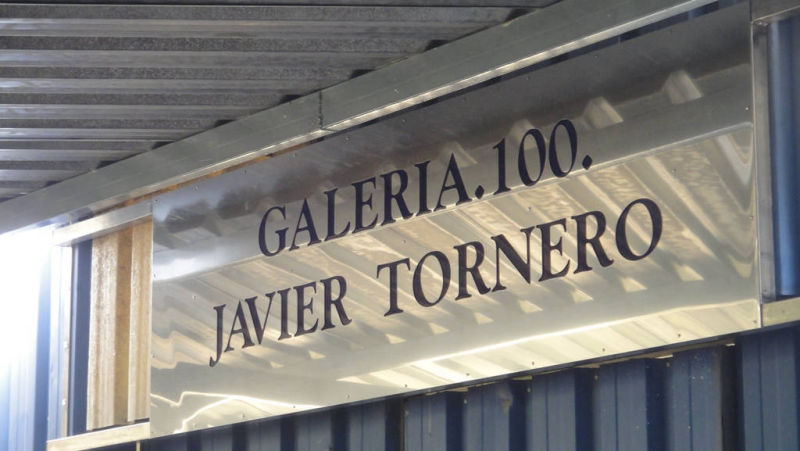 GALERIA.100.
JAVIER TORNERO